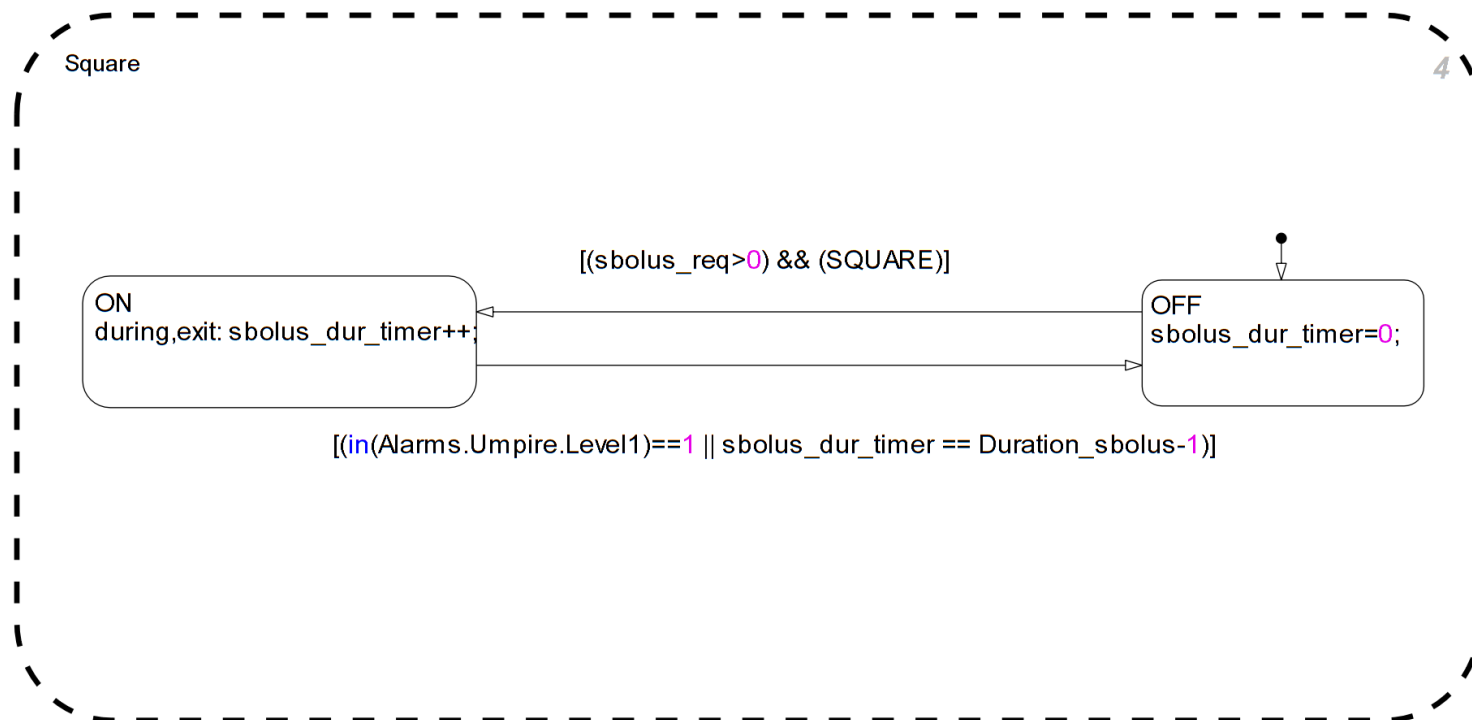 Square
4
[(sbolus_req>0) && (SQUARE)]
ON
during,exit: sbolus_dur_timer++;
OFF
sbolus_dur_timer=0;
[(in(Alarms.Umpire.Level1)==1 || sbolus_dur_timer == Duration_sbolus-1)]